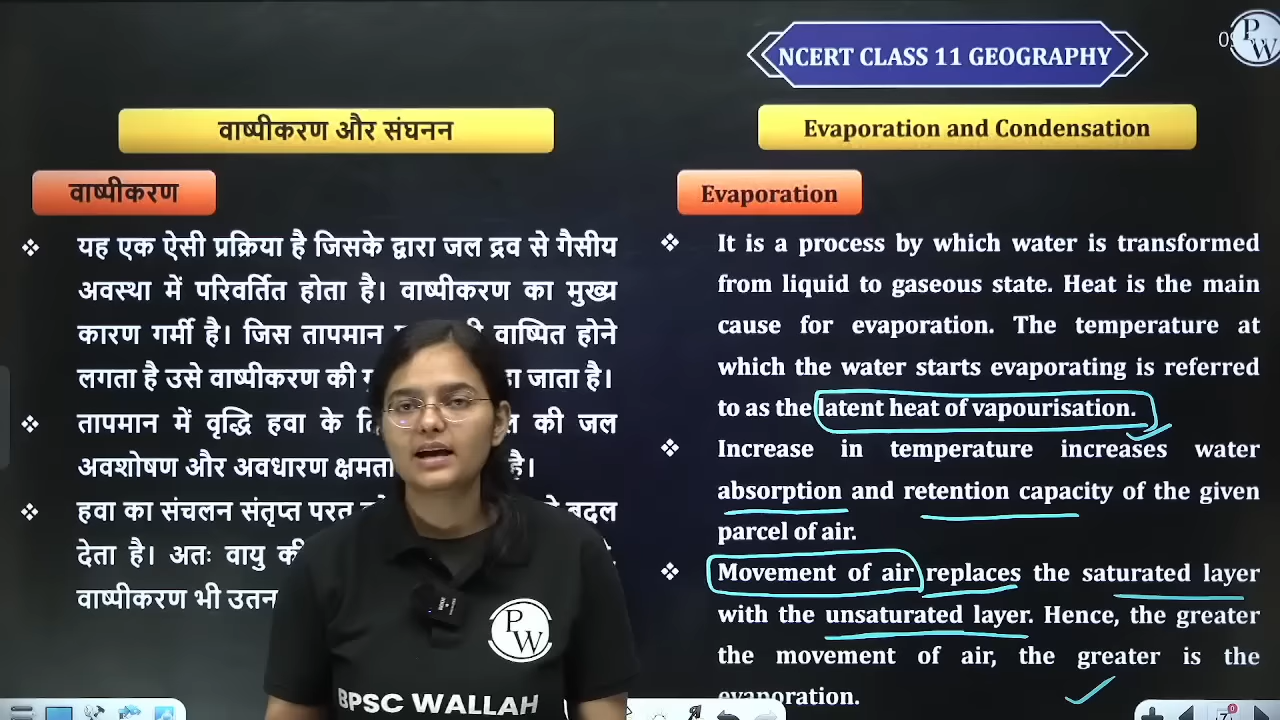 NCERT CLASS 11 GEOGRAPHY
PW
वाष्पीकरण और संघनन
वाष्पीकरण
यह एक ऐसी प्रक्रिया है जिसके द्वारा जल द्रव से गैसीय
अवस्था में परिवर्तित होता है। वाष्पीकरण का मुख्य
कारण गर्मी है। जिस तापमान वाष्पित होने
लगता है उसे वाष्पीकरण की जाता है।
तापमान में वृद्धि हवा के की जल
अवशोषण और अवधारण क्षमता है।
हवा का संचलन संतृप्त परत बदल
देता है। अतः वायु की
वाष्पीकरण भी
Evaporation and Condensation
Evaporation
It is a process by which water is transformed
from liquid to gaseous state. Heat is the main
cause for evaporation. The temperature at
which the water starts evaporating is referred
to as the latent heat of vapourisation.
Increase in temperature increases water
absorption and retention capacity of the given
parcel of air.
Movement of air replaces the saturated layer
with the unsaturated layer. Hence, the greater
the movement of air, the greater is the
evaporation.
PW
BPSC WALLAH